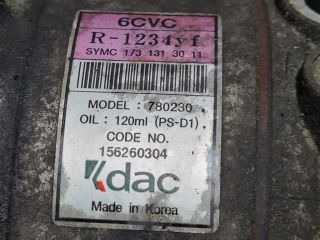 6CVC
R-1234yf
SYMC 173 131 30 11
MODEL : 780230
OIL : 120ml (PS-D1)
CODE NO.
156260304
Kdac
Made in Korea